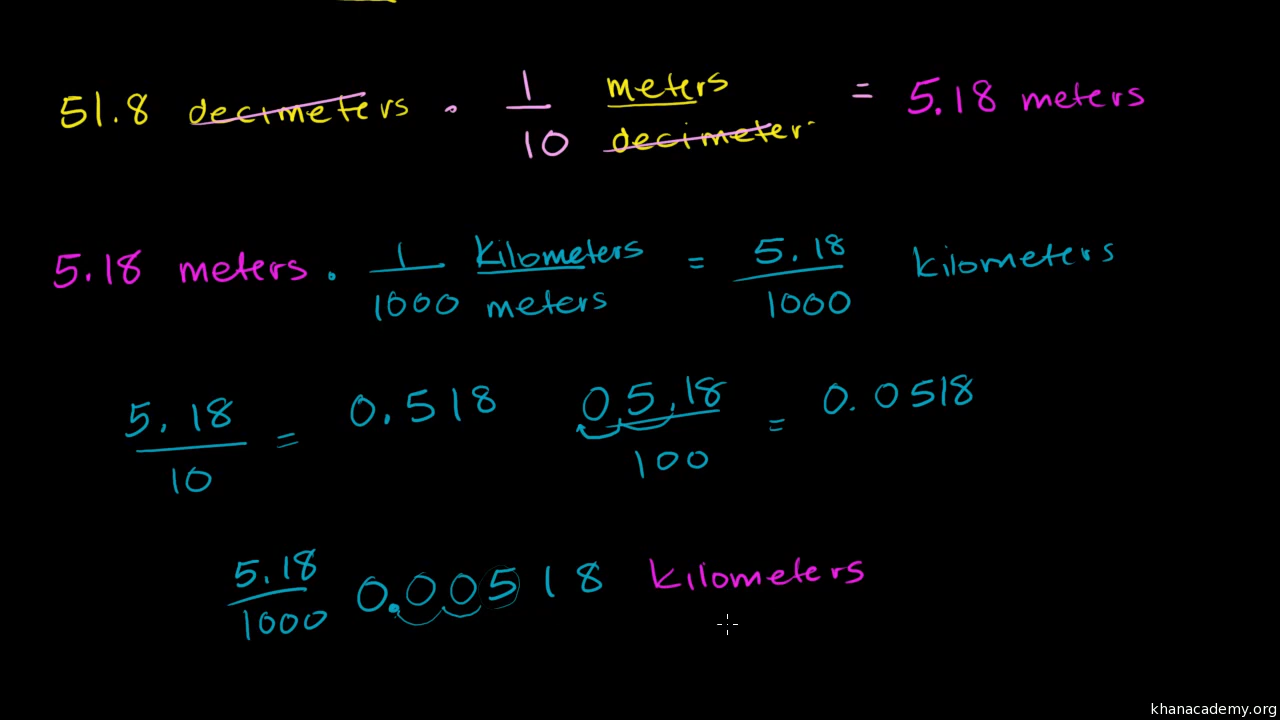 51.8 decimeters · 1/10 meters/decimeter = 5.18 meters
5.18 meters · 1/1000 kilometers/meters = 5.18/1000 kilometers
5.18/10 = 0.518 05.18/100 = 0.0518
5.18/1000 0.00518 kilometers
khanacademy.org